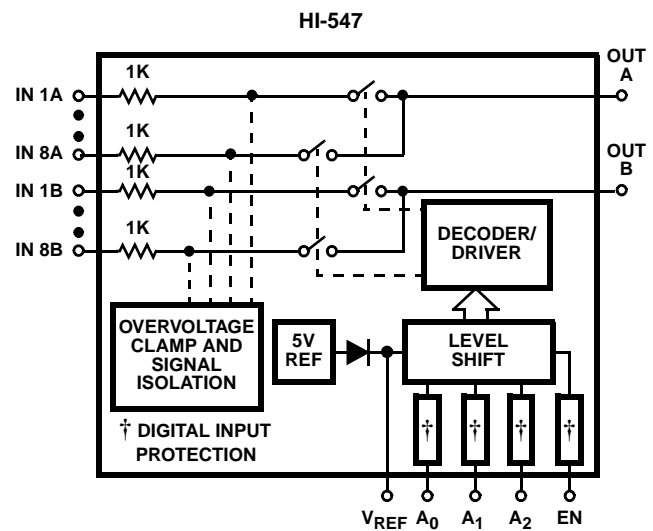 HI-547
OUT
A
1K
IN 1A
1K
IN 8A
1K
IN 1B
OUT
B
1K
IN 8B
DECODER/
DRIVER
OVERVOLTAGE
CLAMP AND
SIGNAL
ISOLATION
5V
REF
LEVEL
SHIFT
† † † †
† DIGITAL INPUT
PROTECTION
VREF A0 A1 A2 EN